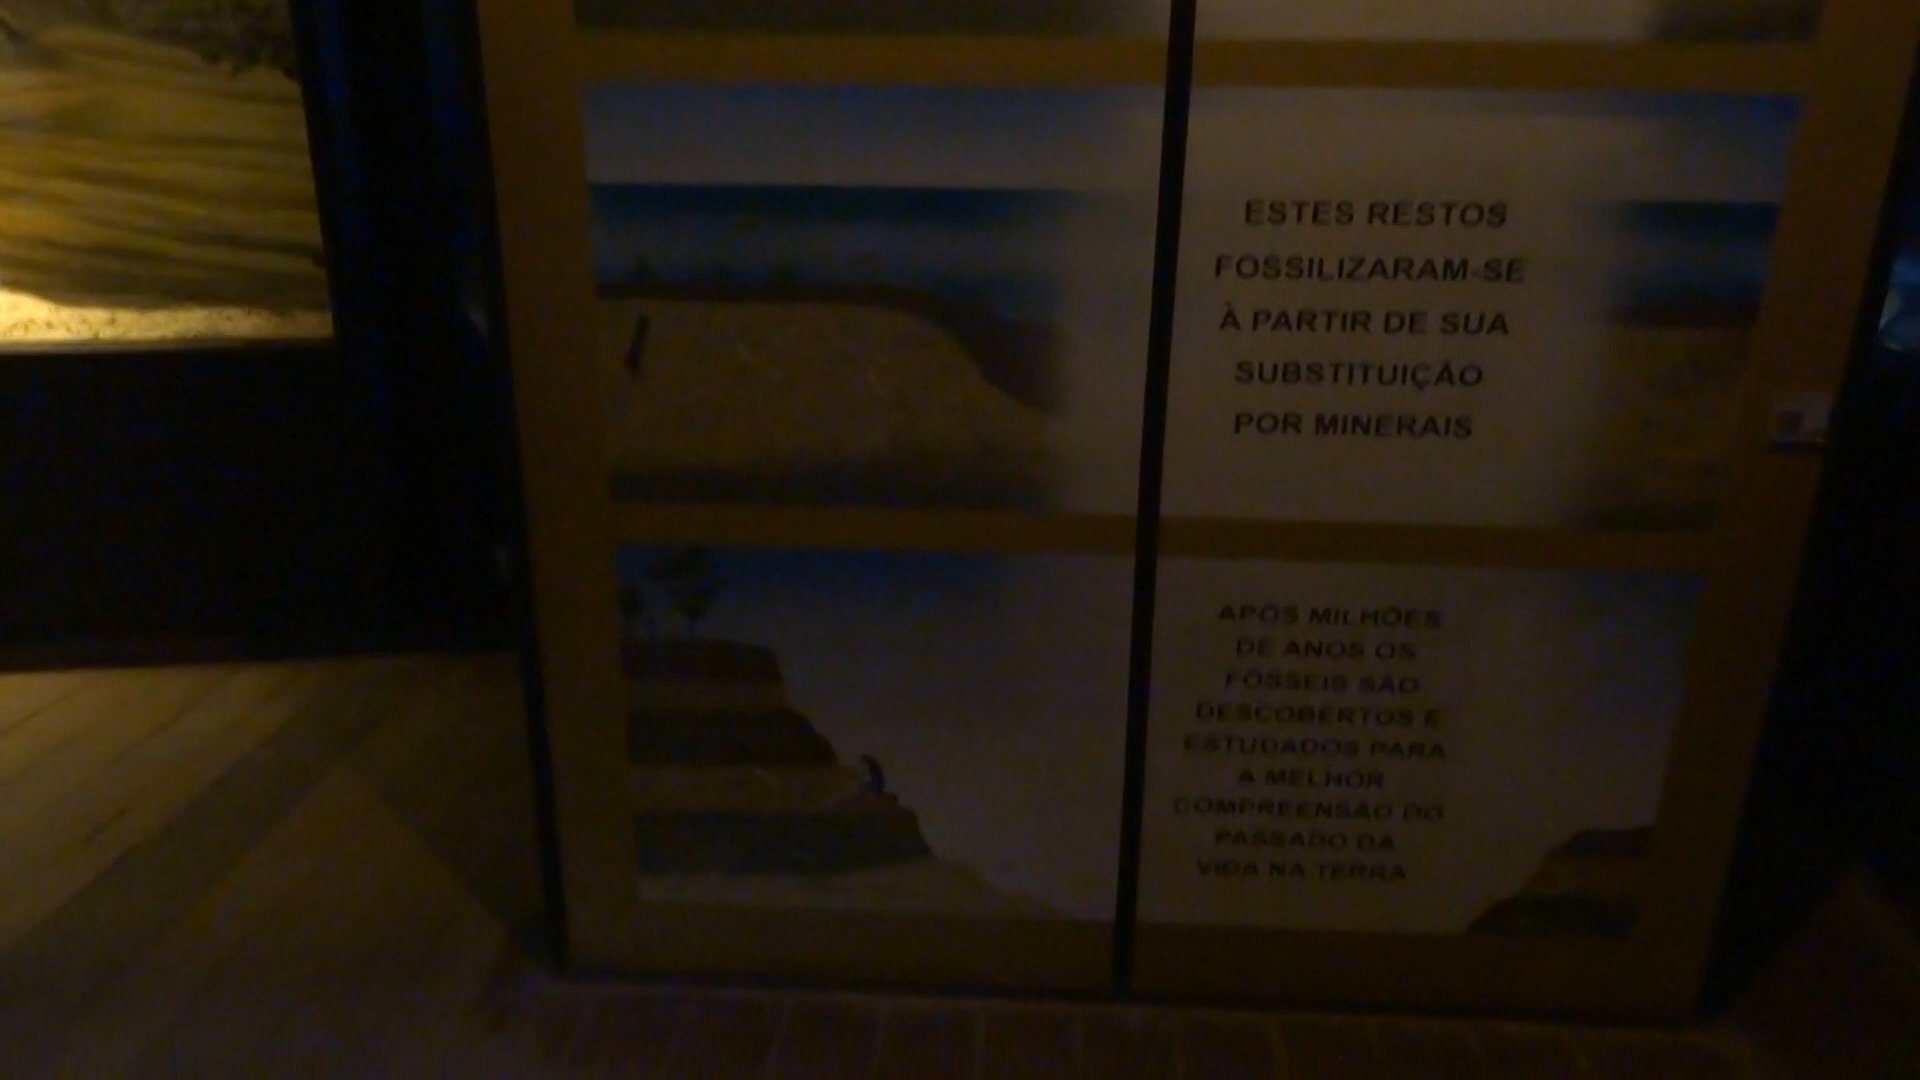 ESTES RESTOS
FOSSILIZARAM-SE
À PARTIR DE SUA
SUBSTITUIÇÃO
POR MINERAIS
APÓS MILHÕES
DE ANOS OS
FÓSSEIS SÃO
DESCOBERTOS E
ESTUDADOS PARA
A MELHOR
COMPREENSÃO DO
PASSADO DA
VIDA NA TERRA